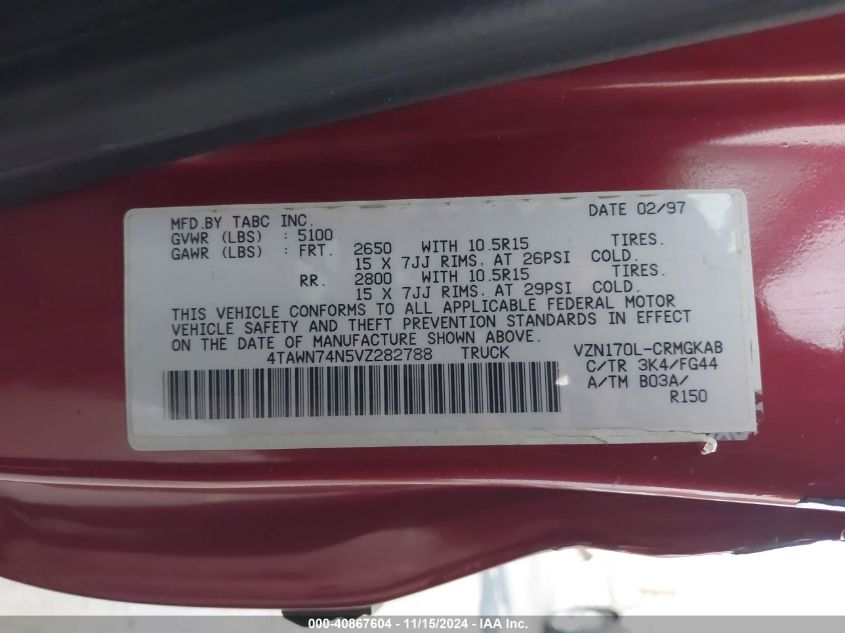 MFD.BY TABC INC. DATE 02/97
GVWR (LBS) : 5100
GAWR (LBS) : FRT. 2650 WITH 10.5R15 TIRES.
15 X 7JJ RIMS. AT 26PSI COLD.
RR. 2800 WITH 10.5R15 TIRES.
15 X 7JJ RIMS. AT 29PSI COLD.
THIS VEHICLE CONFORMS TO ALL APPLICABLE FEDERAL MOTOR
VEHICLE SAFETY AND THEFT PREVENTION STANDARDS IN EFFECT
ON THE DATE OF MANUFACTURE SHOWN ABOVE.
4TAWN74N5VZ282788 TRUCK VZN170L-CRMGKAB
C/TR 3K4/FG44
A/TM B03A/
R150
000-40867604 - 11/15/2024 - IAA Inc.